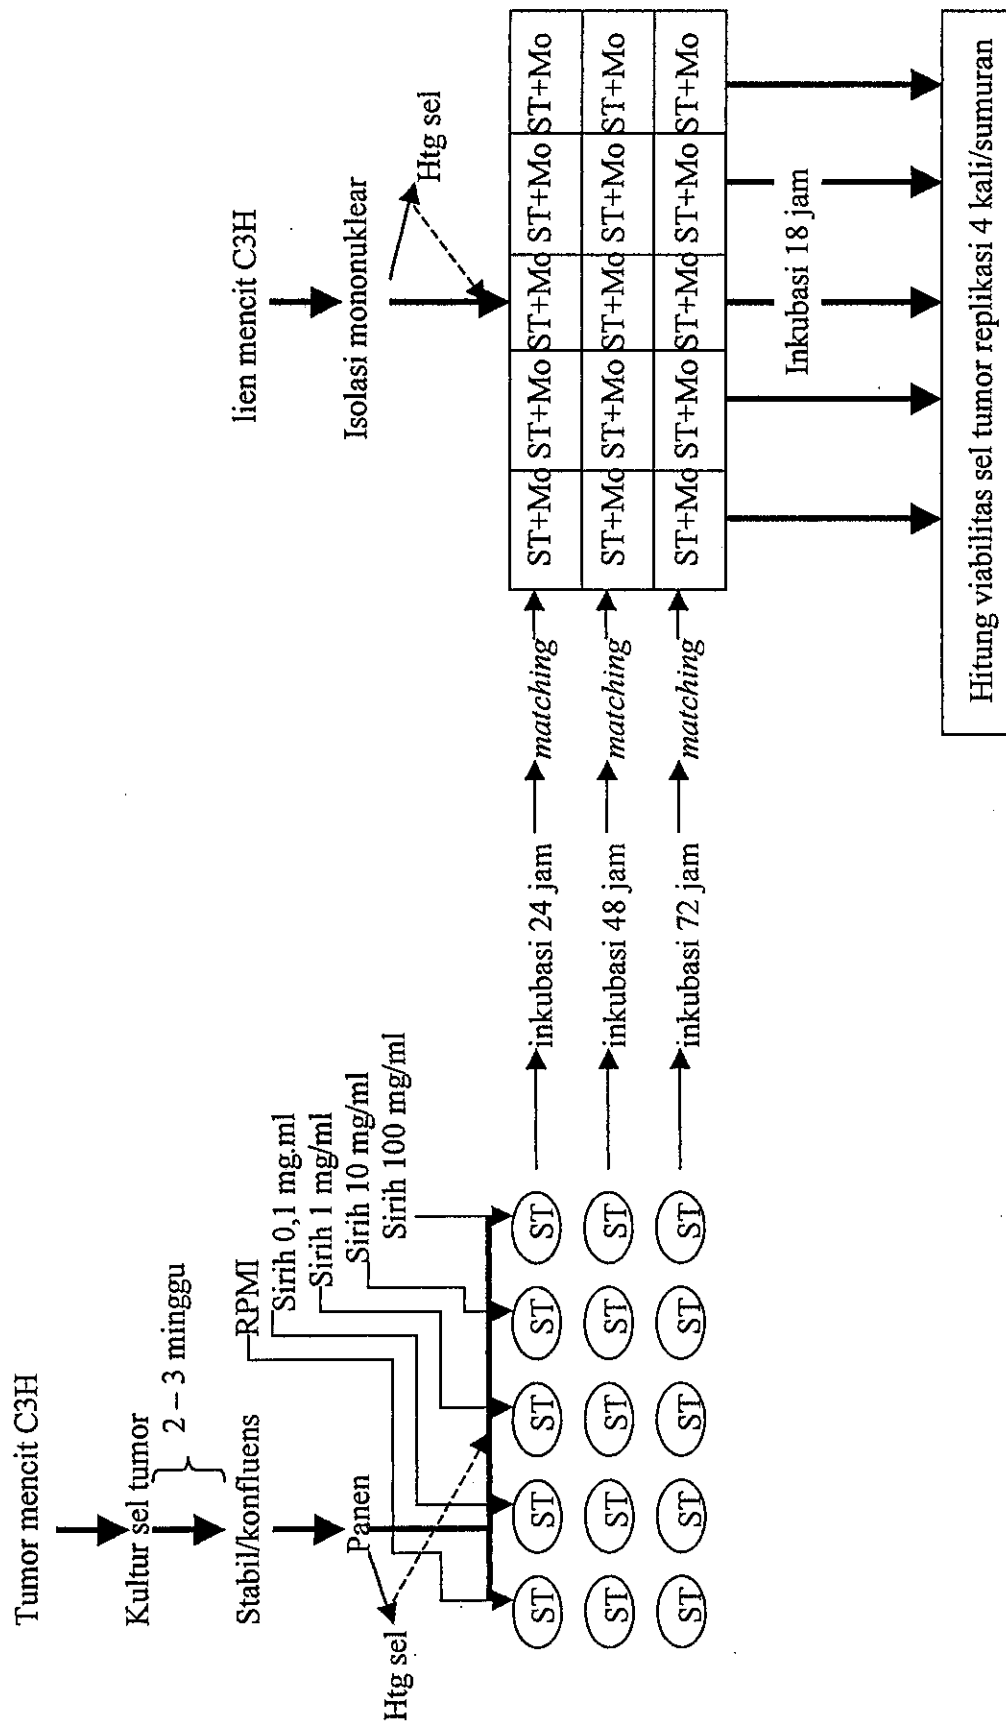 Tumor mencit C3H
Kultur sel tumor
2 – 3 minggu
Stabil/konfluens
Panen
Htg sel
RPMI
Sirih 0,1 mg.ml
Sirih 1 mg/ml
Sirih 10 mg/ml
Sirih 100 mg/ml
ST ST ST ST ST
ST ST ST ST ST
ST ST ST ST ST
inkubasi 24 jam matching
inkubasi 48 jam matching
inkubasi 72 jam matching
lien mencit C3H
Isolasi mononuklear
Htg sel
ST+Mo ST+Mo ST+Mo ST+Mo ST+Mo
ST+Mo ST+Mo ST+Mo ST+Mo ST+Mo
ST+Mo ST+Mo ST+Mo ST+Mo ST+Mo
Inkubasi 18 jam
Hitung viabilitas sel tumor replikasi 4 kali/sumuran